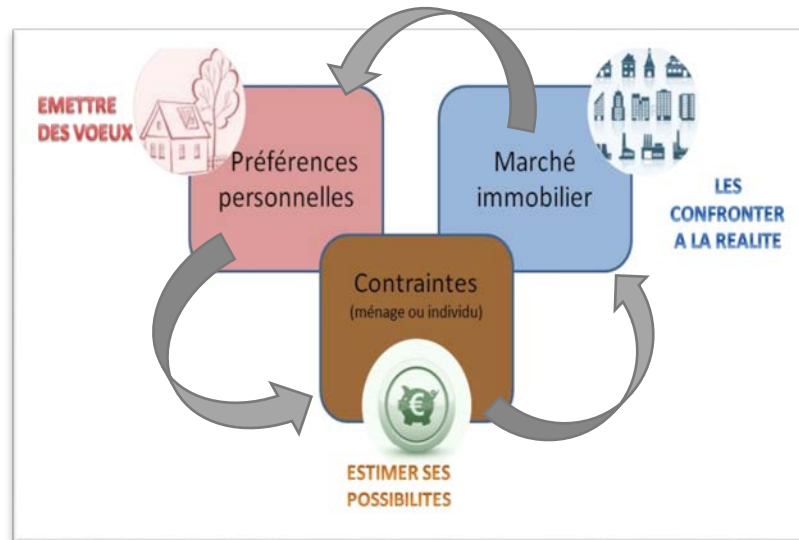 EMETTRE
DES VOEUX
Préférences
personnelles
Marché
immobilier
LES
CONFRONTER
A LA REALITE
Contraintes
(ménage ou individu)
€
ESTIMER SES
POSSIBILITES